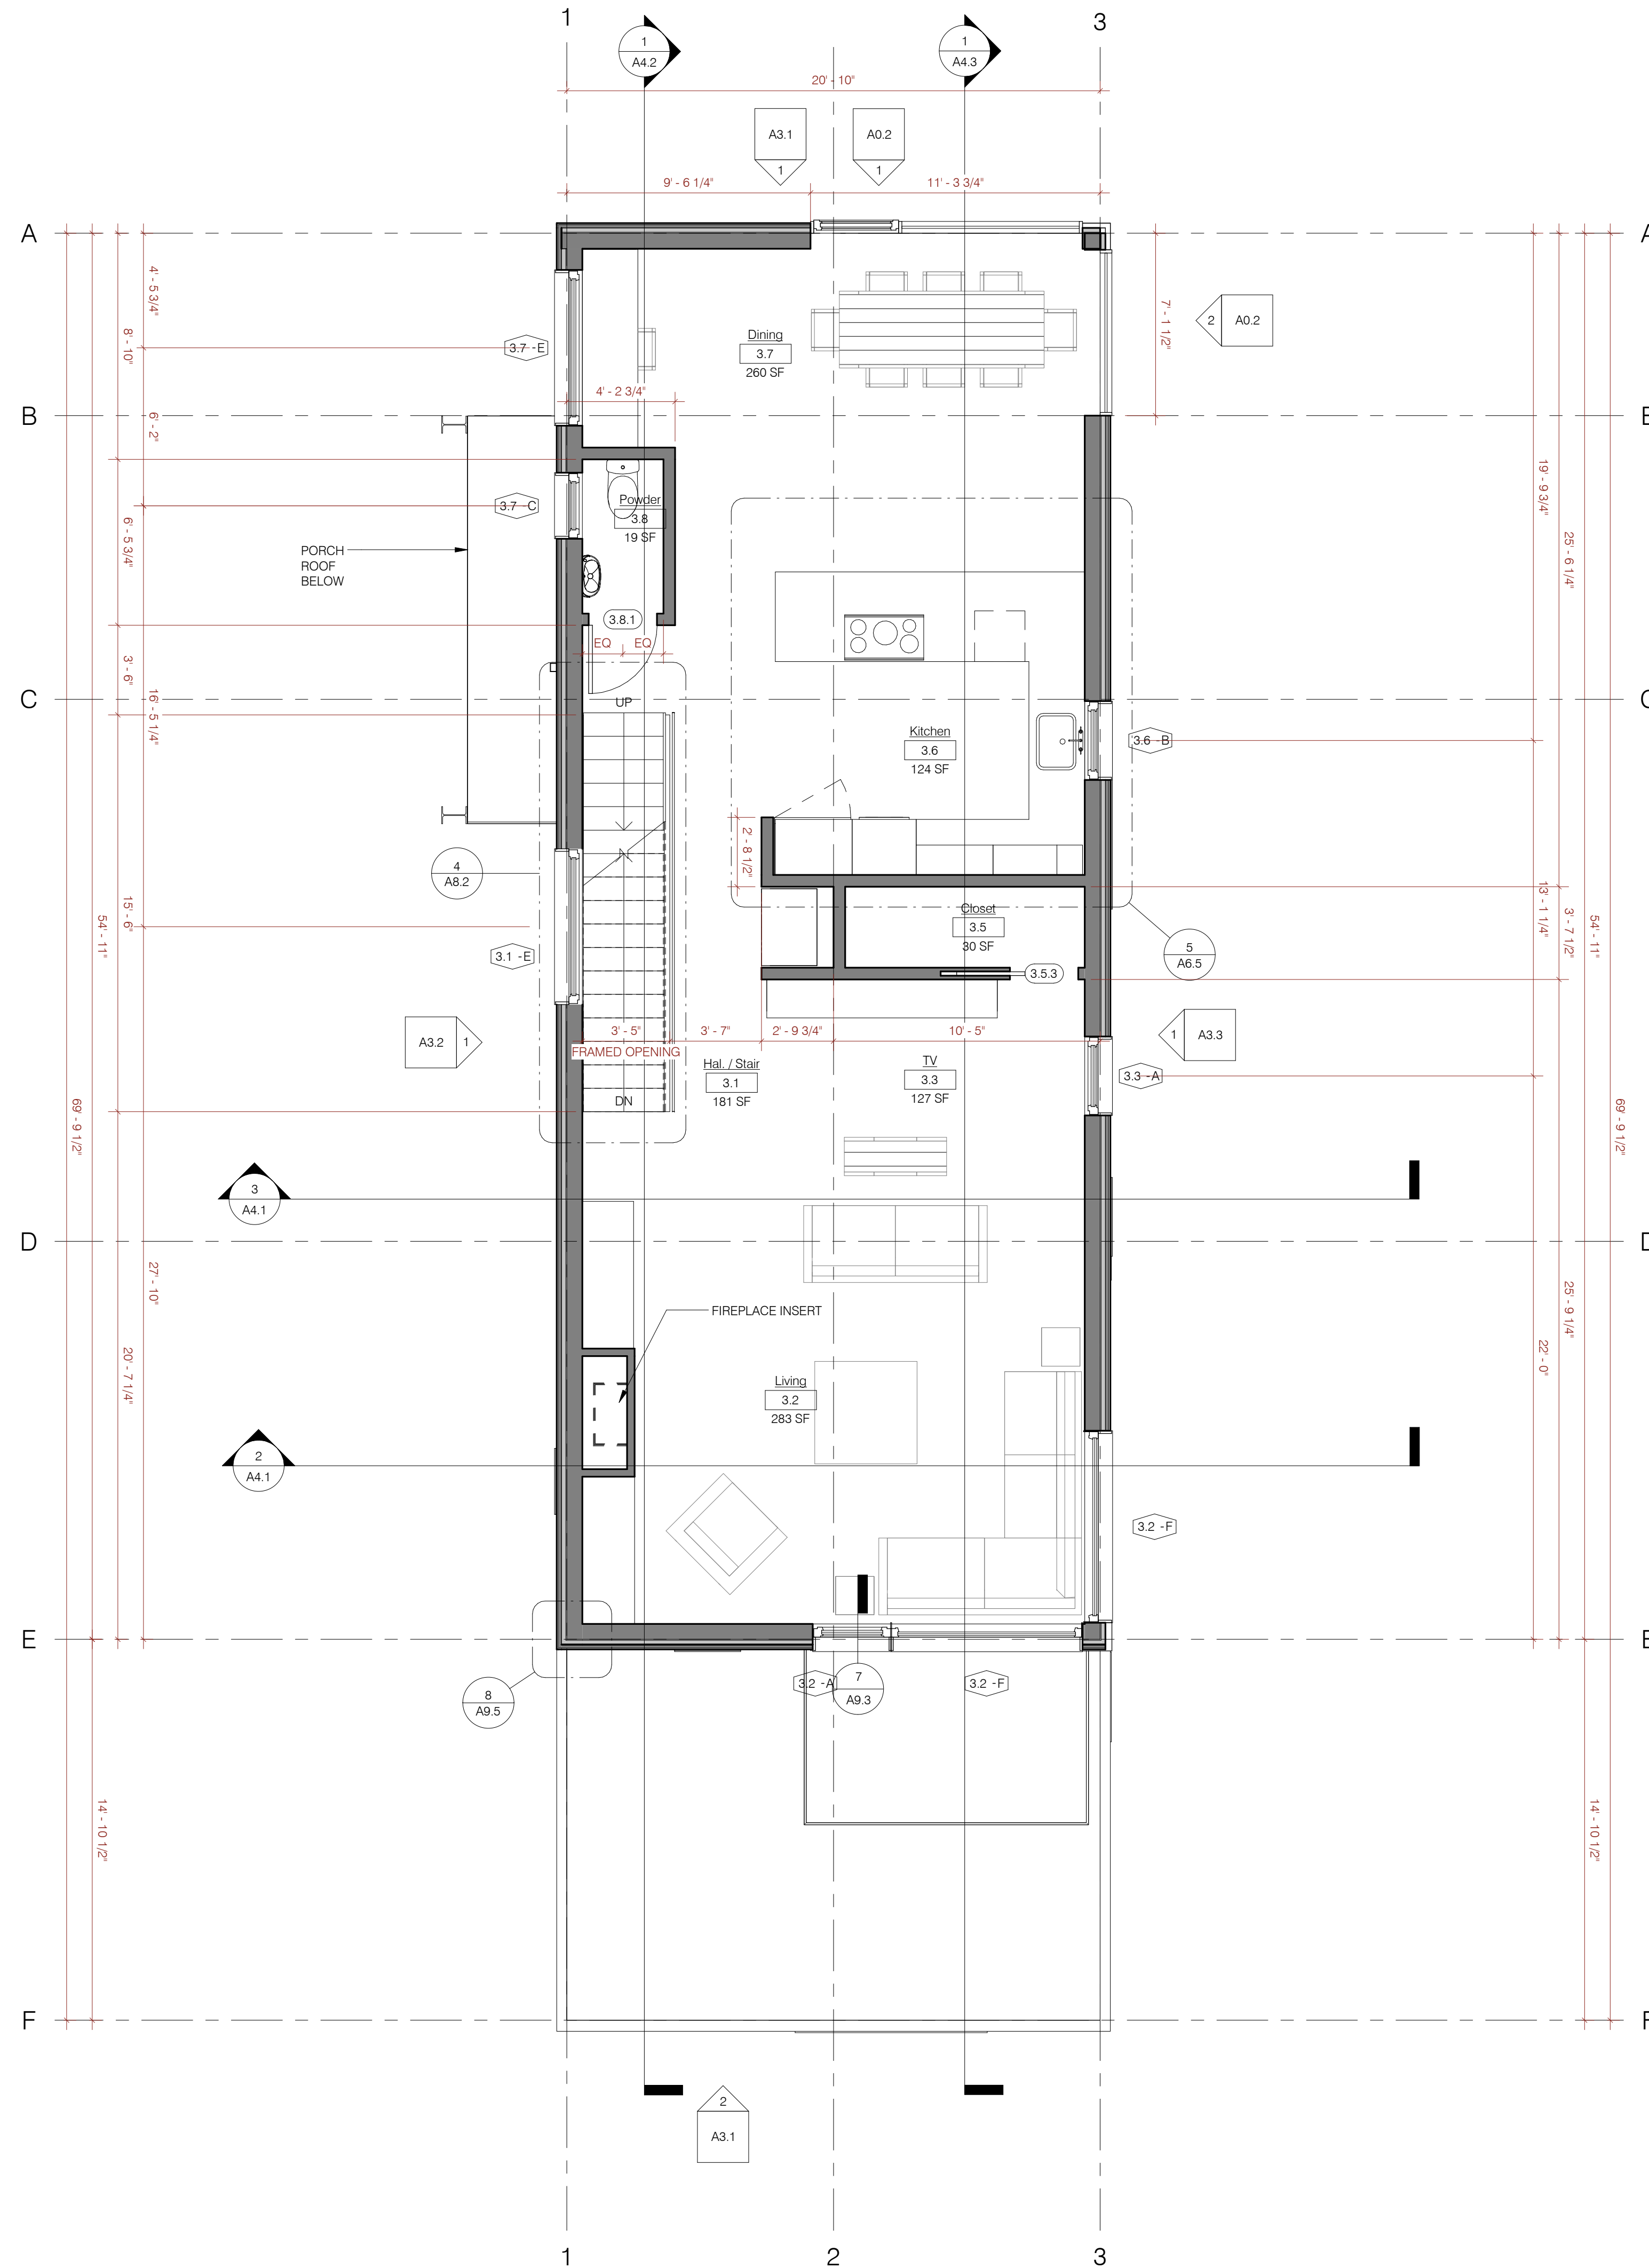 1
3
1
A4.2
1
A4.3
20' - 10"
A3.1
1
A0.2
1
9' - 6 1/4"
11' - 3 3/4"
A
4' - 5 3/4"
8' - 10"
3.7 -E
Dining
3.7
260 SF
7' - 1 1/2"
2
A0.2
4' - 2 3/4"
B
6' - 2"
19' - 9 3/4"
3.7 -C
Powder
3.8
19 SF
6' - 5 3/4"
25' - 6 1/4"
PORCH
ROOF
BELOW
3.8.1
EQ
EQ
3' - 6"
C
16' - 5 1/4"
UP
Kitchen
3.6
124 SF
3.6 -B
2' - 8 1/2"
4
A8.2
15' - 6"
54' - 11"
Closet
3.5
30 SF
13' - 1 1/4"
3' - 7 1/2"
54' - 11"
3.1 -E
5
A6.5
3.5.3
A3.2
1
3' - 5"
FRAMED OPENING
3' - 7"
2' - 9 3/4"
10' - 5"
1
A3.3
Hal. / Stair
3.1
181 SF
TV
3.3
127 SF
3.3 -A
DN
69' - 9 1/2"
69' - 9 1/2"
3
A4.1
D
27' - 10"
25' - 9 1/4"
FIREPLACE INSERT
20' - 7 1/4"
22' - 0"
Living
3.2
283 SF
2
A4.1
3.2 -F
E
3.2 -A
7
A9.3
3.2 -F
8
A9.5
14' - 10 1/2"
14' - 10 1/2"
F
2
A3.1
1
2
3